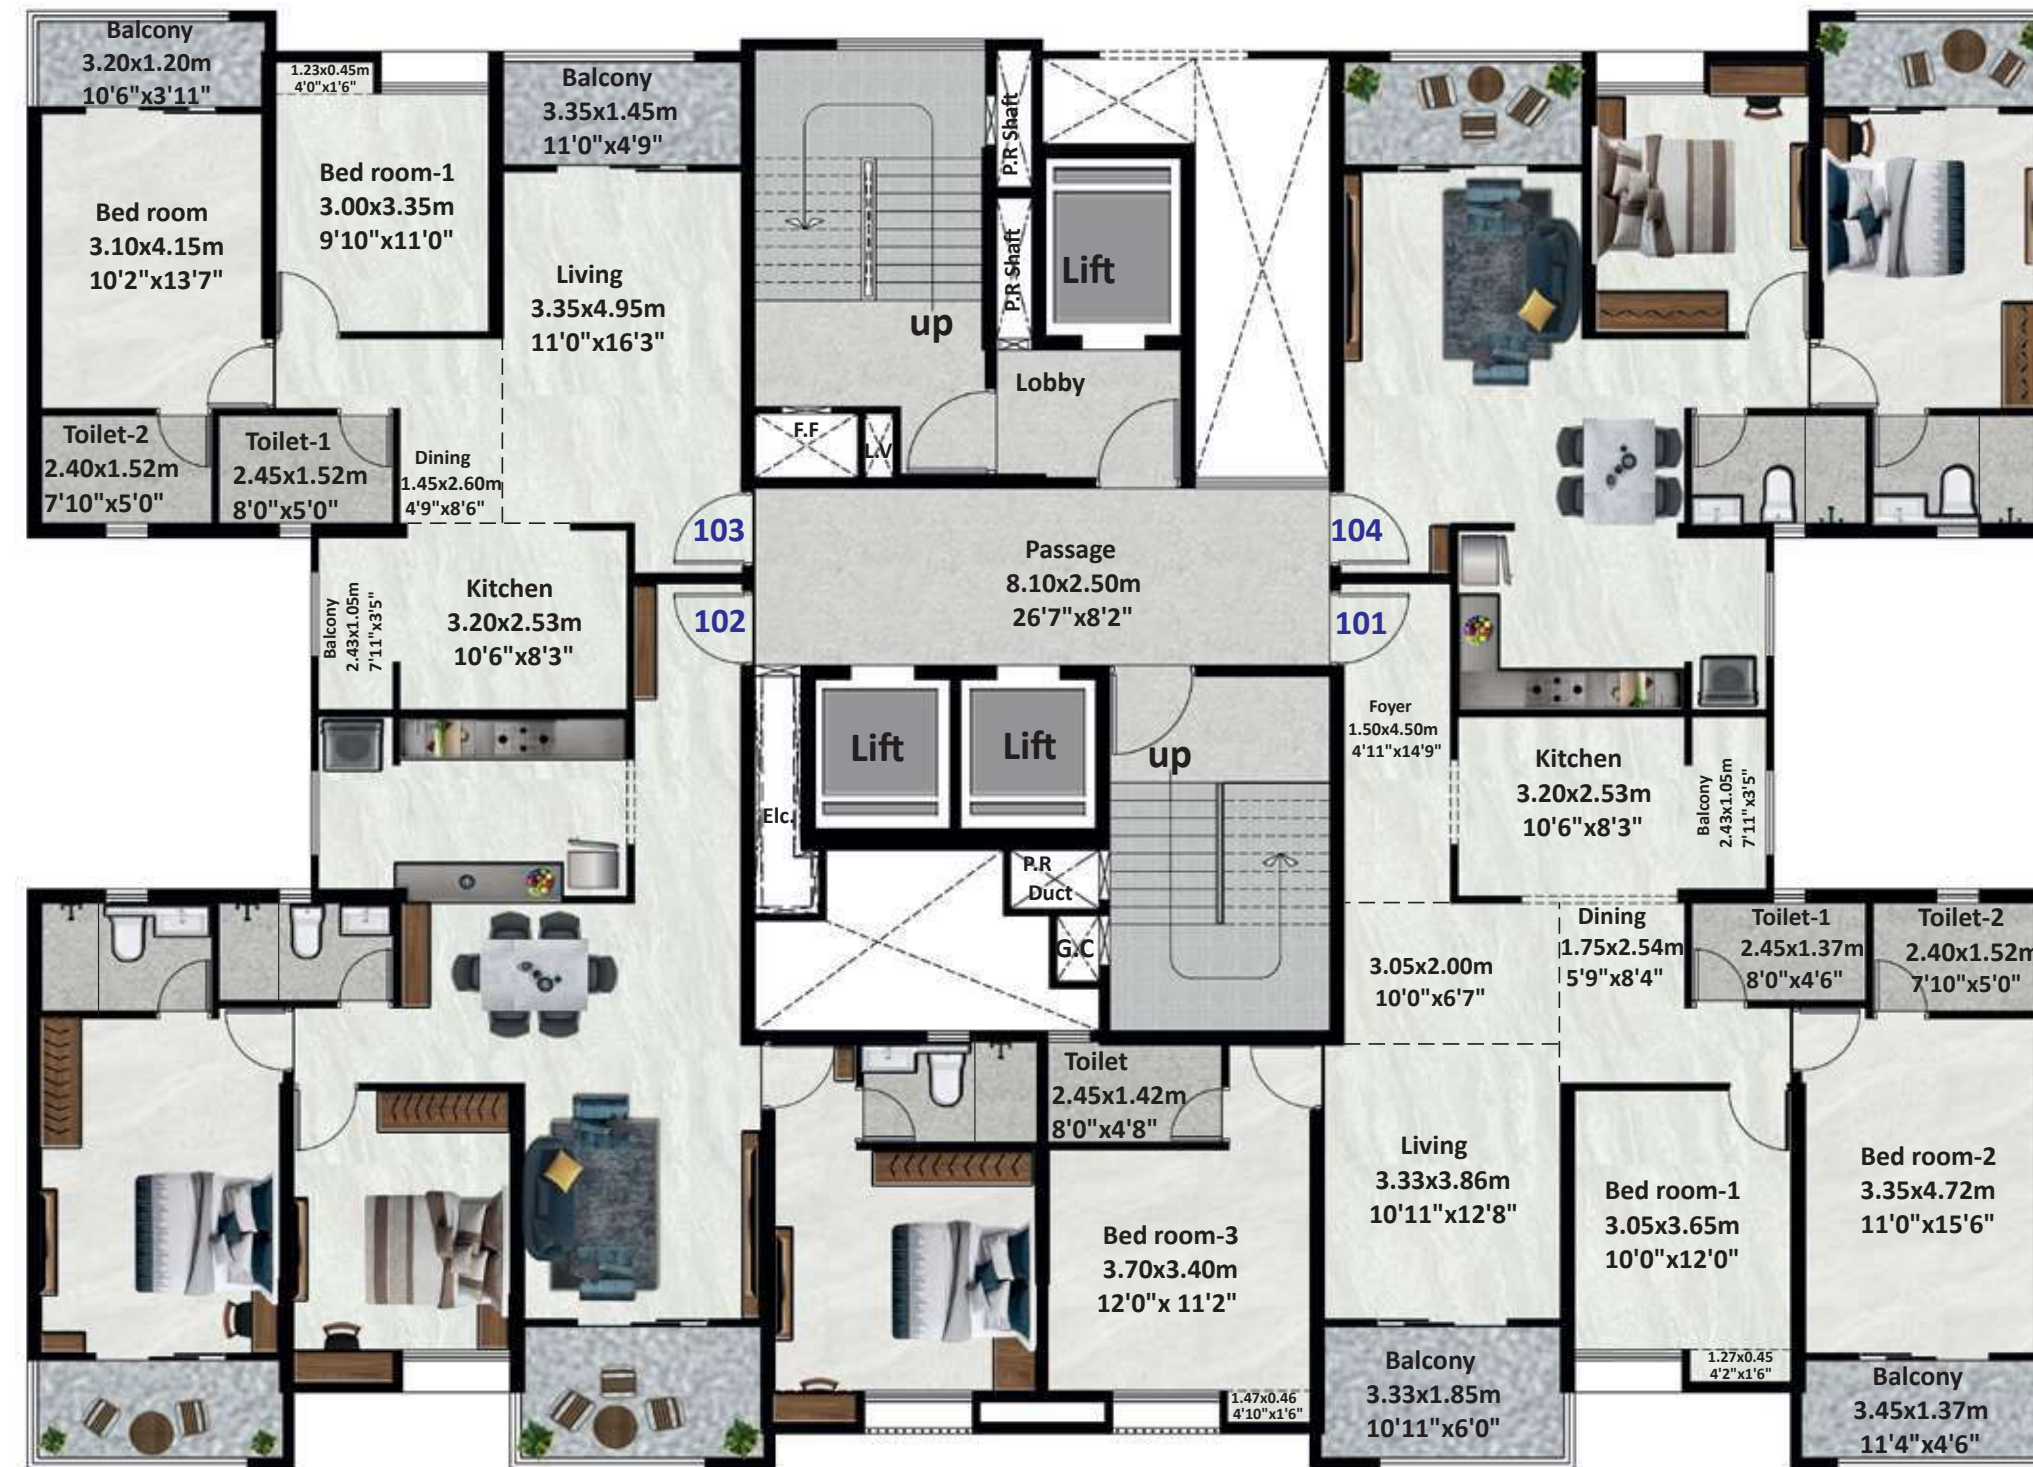 Balcony
3.20x1.20m
10'6"x3'11"
1.23x0.45m
4'0"x1'6"
Balcony
3.35x1.45m
11'0"x4'9"
Bed room
3.10x4.15m
10'2"x13'7"
Bed room-1
3.00x3.35m
9'10"x11'0"
Living
3.35x4.95m
11'0"x16'3"
P.R Shaft
P.R Shaft
Lift
up
Lobby
F.F
L.V
Toilet-2
2.40x1.52m
7'10"x5'0"
Toilet-1
2.45x1.52m
8'0"x5'0"
Dining
1.45x2.60m
4'9"x8'6"
103
104
Passage
8.10x2.50m
26'7"x8'2"
102
101
Balcony
2.43x1.05m
7'11"x3'5"
Kitchen
3.20x2.53m
10'6"x8'3"
Lift
Lift
up
Elc.
P.R
Duct
G.C
Foyer
1.50x4.50m
4'11"x14'9"
Kitchen
3.20x2.53m
10'6"x8'3"
Balcony
2.43x1.05m
7'11"x3'5"
3.05x2.00m
10'0"x6'7"
Dining
1.75x2.54m
5'9"x8'4"
Toilet-1
2.45x1.37m
8'0"x4'6"
Toilet-2
2.40x1.52m
7'10"x5'0"
Toilet
2.45x1.42m
8'0"x4'8"
Living
3.33x3.86m
10'11"x12'8"
Bed room-1
3.05x3.65m
10'0"x12'0"
Bed room-2
3.35x4.72m
11'0"x15'6"
Bed room-3
3.70x3.40m
12'0"x 11'2"
1.47x0.46
4'10"x1'6"
Balcony
3.33x1.85m
10'11"x6'0"
1.27x0.45
4'2"x1'6"
Balcony
3.45x1.37m
11'4"x4'6"